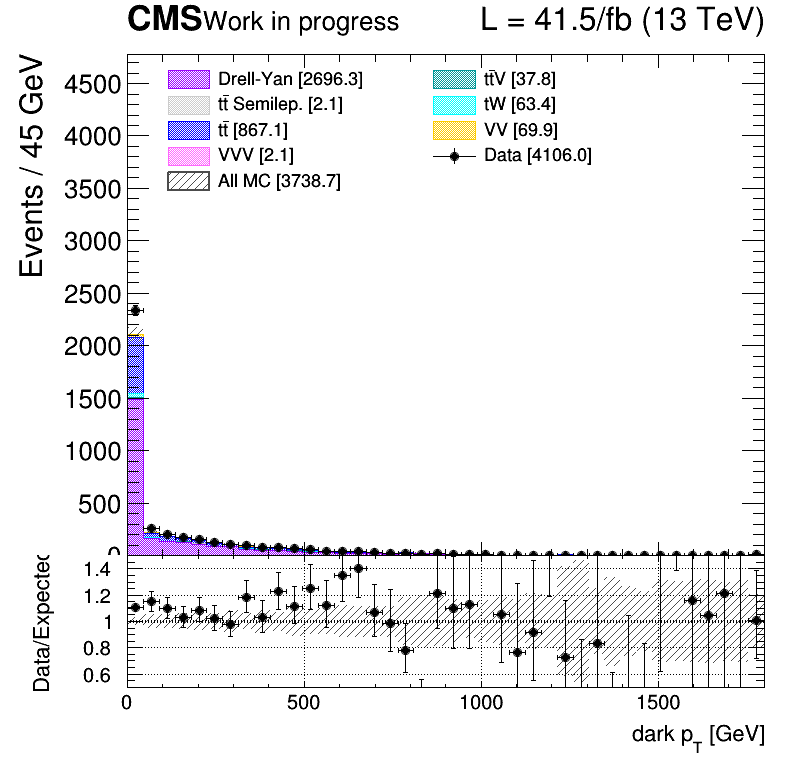 CMS Work in progress L = 41.5/fb (13 TeV)
Events / 45 GeV
4500
4000
3500
3000
2500
2000
1500
1000
500
0
Drell-Yan [2696.3]
tt̄ Semilep. [2.1]
tt̄ [867.1]
VVV [2.1]
All MC [3738.7]
tt̄V [37.8]
tW [63.4]
VV [69.9]
Data [4106.0]
Data/Expected
1.4
1.2
1
0.8
0.6
0 500 1000 1500
dark p_T [GeV]